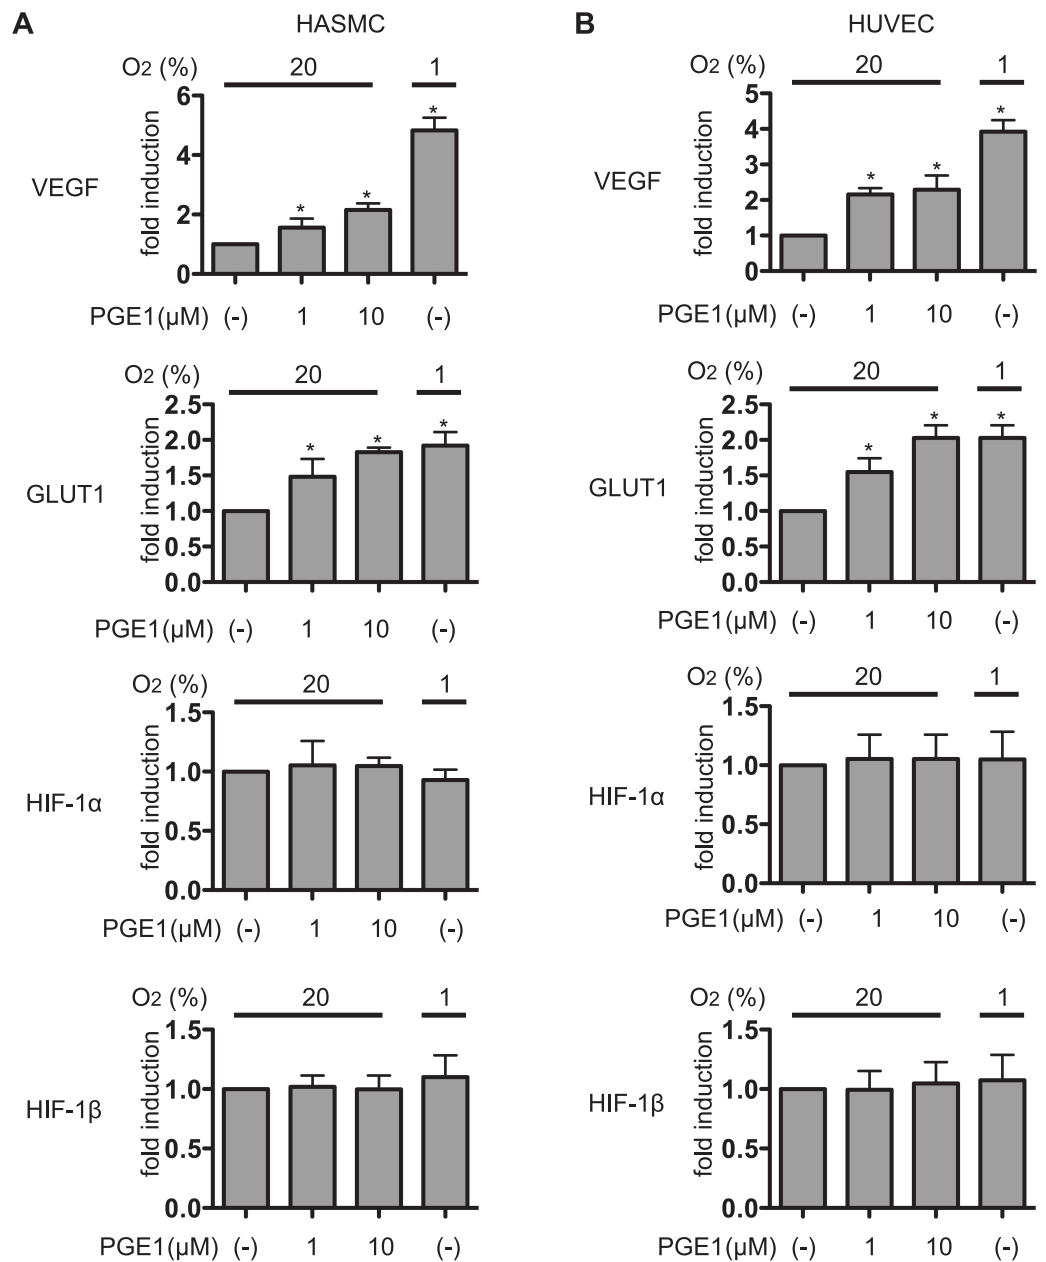 A
HASMC
O2 (%)
20
1
fold induction
6
4
2
0
*
*
*
VEGF
PGE1(μM) (-) 1 10 (-)
O2 (%)
20
1
fold induction
2.5
2.0
1.5
1.0
0.5
0.0
*
*
*
GLUT1
PGE1(μM) (-) 1 10 (-)
O2 (%)
20
1
fold induction
1.5
1.0
0.5
0.0
HIF-1α
PGE1(μM) (-) 1 10 (-)
O2 (%)
20
1
fold induction
1.5
1.0
0.5
0.0
HIF-1β
PGE1(μM) (-) 1 10 (-)
B
HUVEC
O2 (%)
20
1
fold induction
5
4
3
2
1
0
*
*
*
VEGF
PGE1(μM) (-) 1 10 (-)
O2 (%)
20
1
fold induction
2.5
2.0
1.5
1.0
0.5
0.0
*
*
*
GLUT1
PGE1(μM) (-) 1 10 (-)
O2 (%)
20
1
fold induction
1.5
1.0
0.5
0.0
HIF-1α
PGE1(μM) (-) 1 10 (-)
O2 (%)
20
1
fold induction
1.5
1.0
0.5
0.0
HIF-1β
PGE1(μM) (-) 1 10 (-)